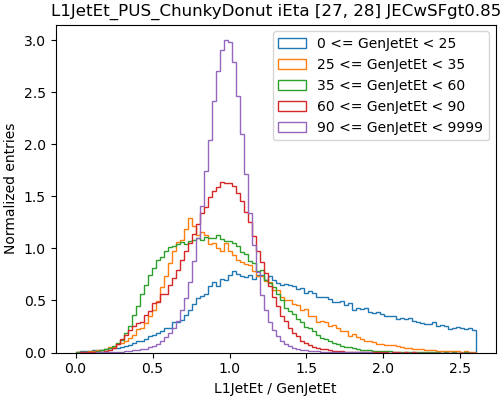 L1JetEt_PUS_ChunkyDonut iEta [27, 28] JECwSFgt0.85
0 <= GenJetEt < 25
25 <= GenJetEt < 35
35 <= GenJetEt < 60
60 <= GenJetEt < 90
90 <= GenJetEt < 9999
Normalized entries
3.0
2.5
2.0
1.5
1.0
0.5
0.0
0.0 0.5 1.0 1.5 2.0 2.5
L1JetEt / GenJetEt